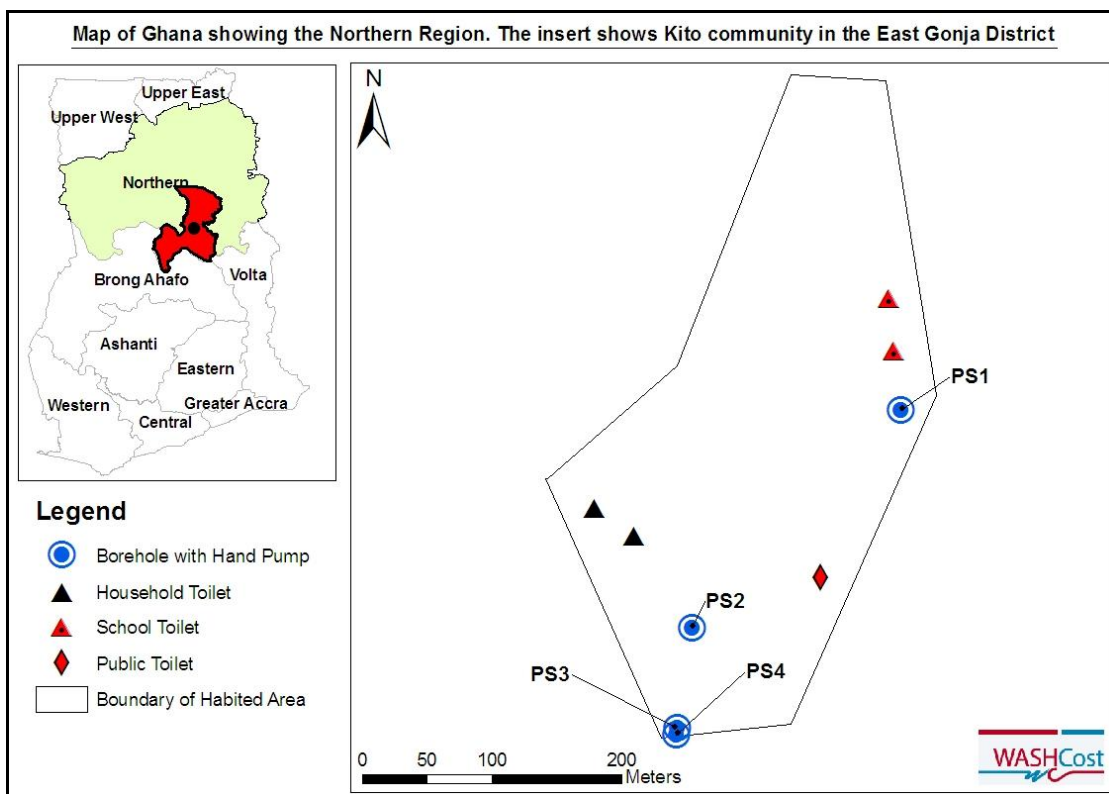 Map of Ghana showing the Northern Region. The insert shows Kito community in the East Gonja District
Upper East
Upper West
Northern
Brong Ahafo
Volta
Ashanti
Eastern
Western
Greater Accra
Central
N
PS1
PS2
PS3
PS4
Legend
Borehole with Hand Pump
Household Toilet
School Toilet
Public Toilet
Boundary of Habited Area
0 50 100 200
Meters
WASHCost